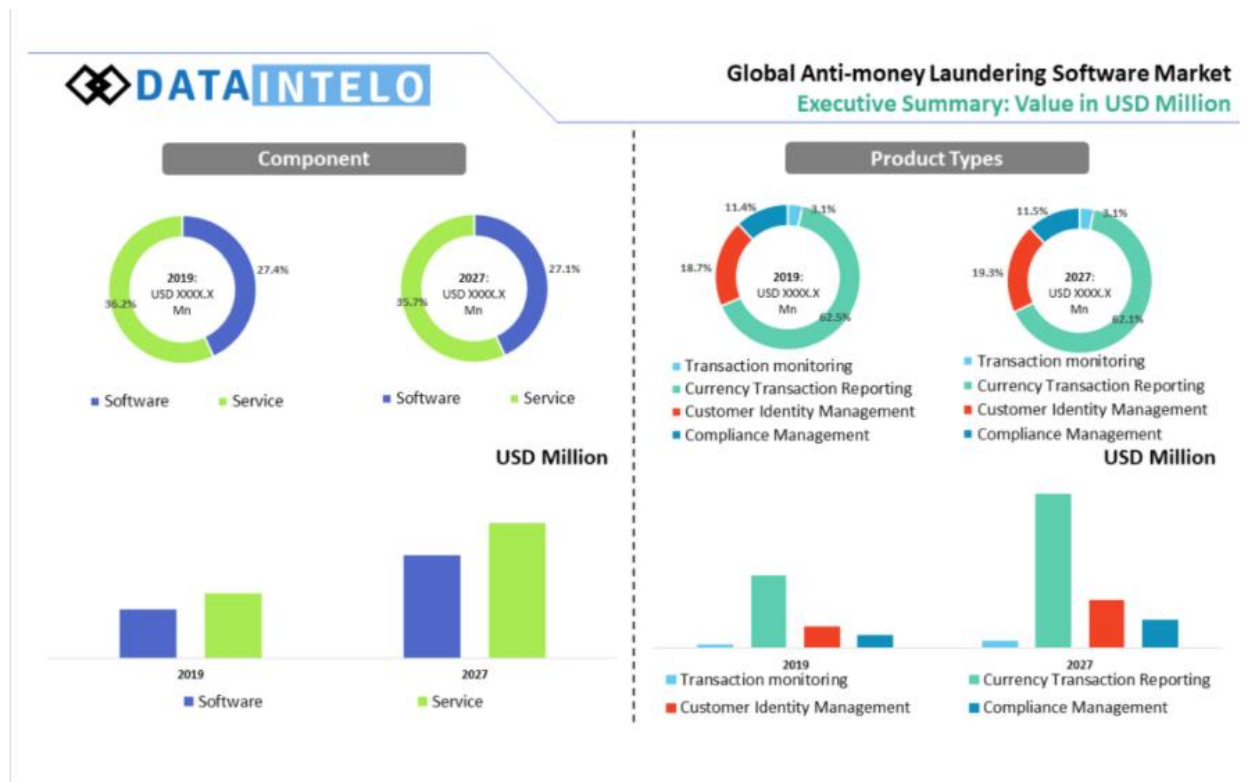 DATAINTELO
Global Anti-money Laundering Software Market
Executive Summary: Value in USD Million
Component
27.4%
36.2%
2019:
USD XXXX.X
Mn
27.1%
35.7%
2027:
USD XXXX.X
Mn
Software
Service
Software
Service
USD Million
2019
2027
Software
Service
Product Types
11.4%
3.1%
18.7%
2019:
USD XXXX.X
Mn
62.5%
11.5%
3.1%
19.3%
2027:
USD XXXX.X
Mn
62.1%
Transaction monitoring
Currency Transaction Reporting
Customer Identity Management
Compliance Management
Transaction monitoring
Currency Transaction Reporting
Customer Identity Management
Compliance Management
USD Million
2019
2027
Transaction monitoring
Currency Transaction Reporting
Customer Identity Management
Compliance Management